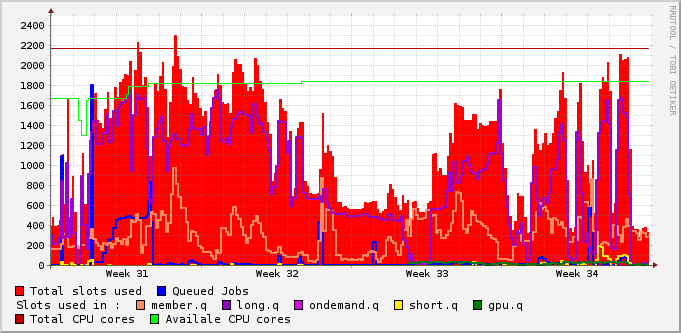 RRDTOOL / TOBI OETIKER
2400
2200
2000
1800
1600
1400
1200
1000
800
600
400
200
0
Week 31 Week 32 Week 33 Week 34
Total slots used Queued Jobs
Slots used in : member.q long.q ondemand.q short.q gpu.q
Total CPU cores Availale CPU cores